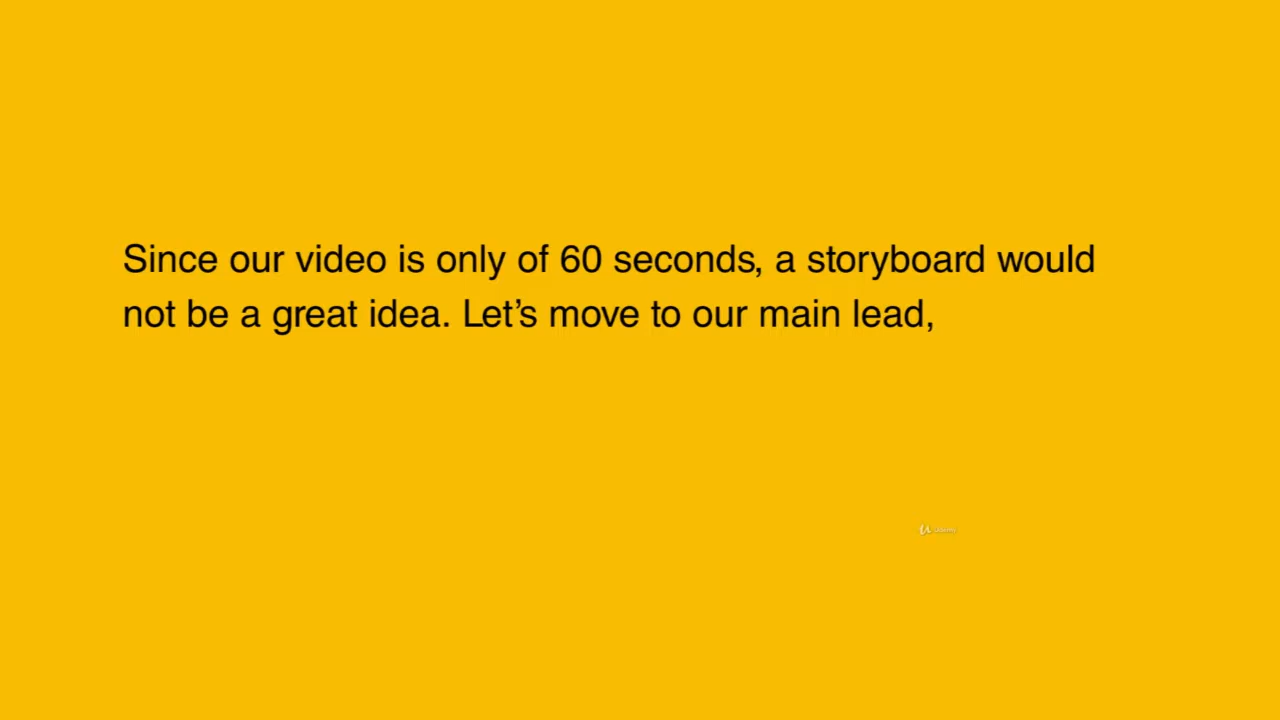 Since our video is only of 60 seconds, a storyboard would
not be a great idea. Let’s move to our main lead,
udemy